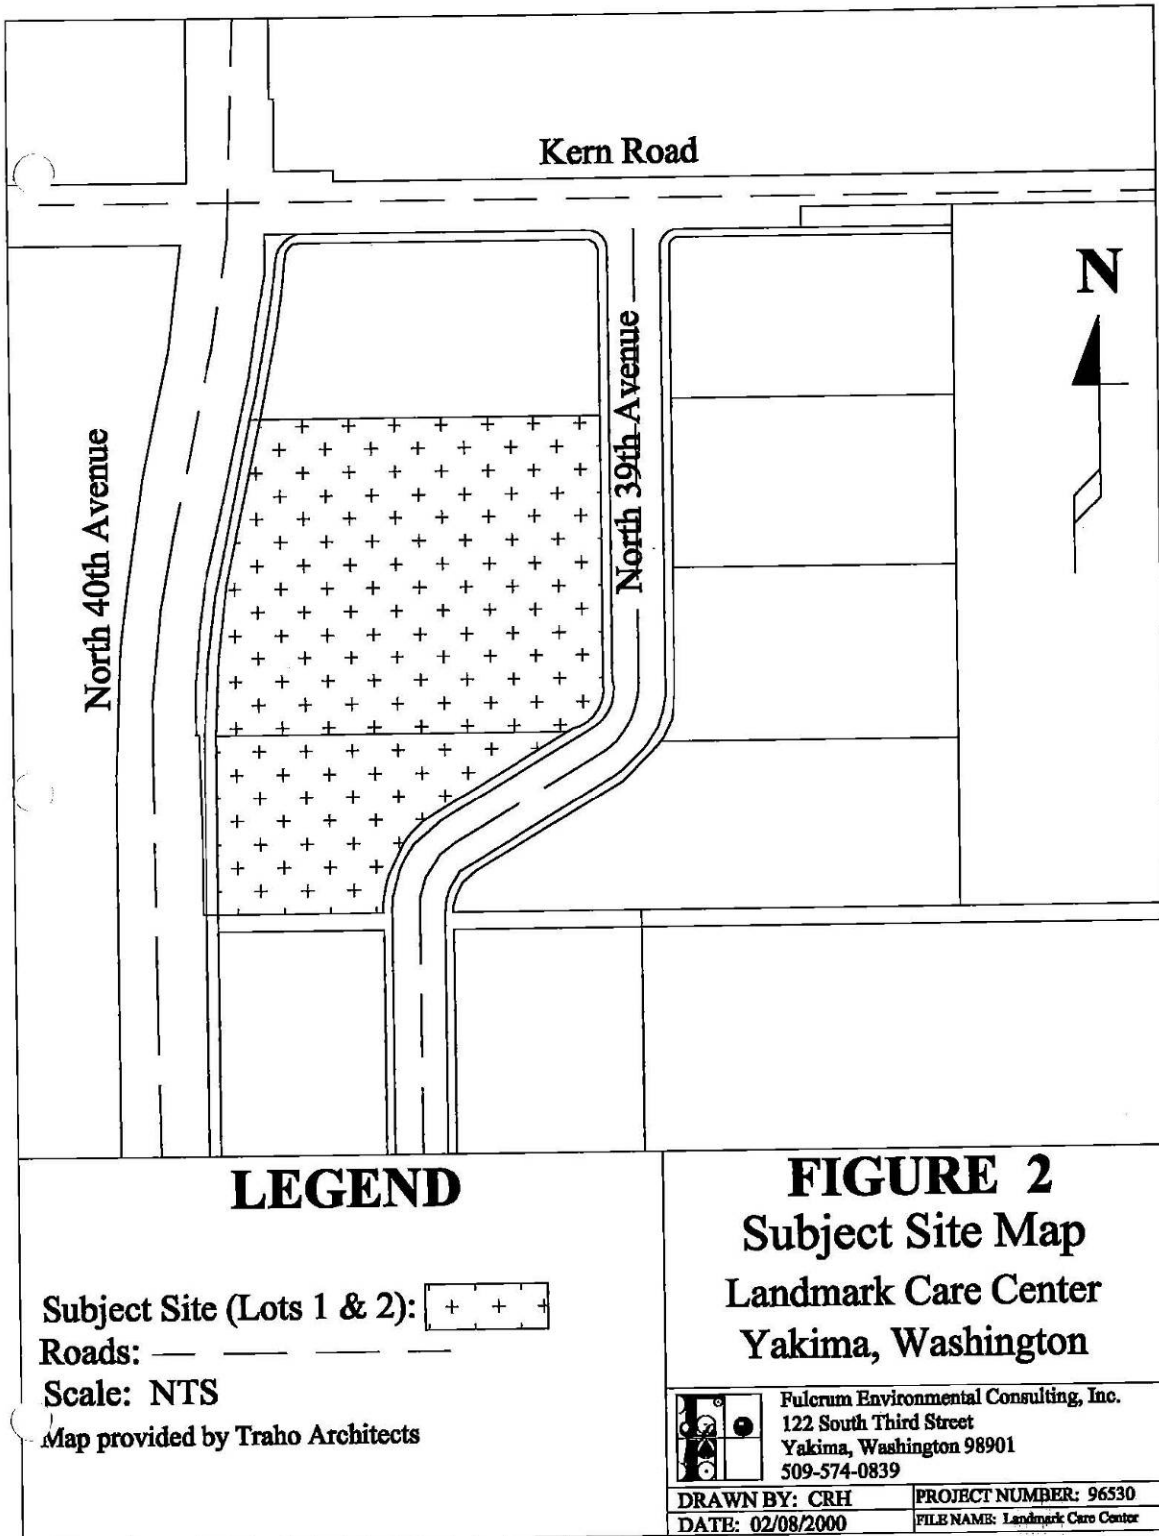 Kern Road
N
North 39th Avenue
North 40th Avenue
LEGEND
Subject Site (Lots 1 & 2):
Roads:
Scale: NTS
Map provided by Traho Architects
FIGURE 2
Subject Site Map
Landmark Care Center
Yakima, Washington
Fulcrum Environmental Consulting, Inc.
122 South Third Street
Yakima, Washington 98901
509-574-0839
DRAWN BY: CRH
PROJECT NUMBER: 96530
DATE: 02/08/2000
FILE NAME: Landmark Care Center